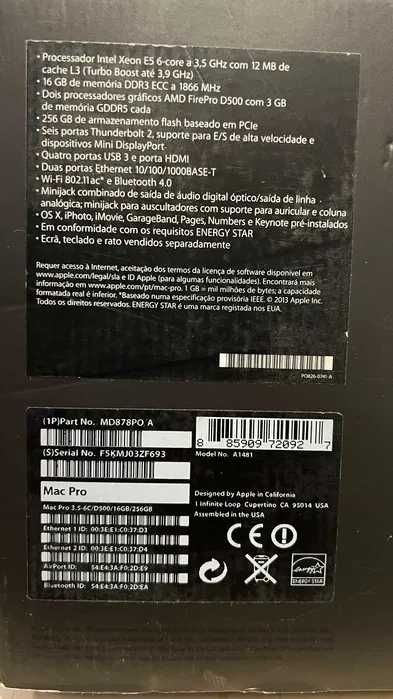 • Processador Intel Xeon E5 6-core a 3,5 GHz com 12 MB de
cache L3 (Turbo Boost até 3,9 GHz)
• 16 GB de memória DDR3 ECC a 1866 MHz
• Dois processadores gráficos AMD FirePro D500 com 3 GB
de memória GDDR5 cada
• 256 GB de armazenamento flash baseado em PCIe
• Seis portas Thunderbolt 2, suporte para E/S de alta velocidade e
dispositivos Mini DisplayPort
• Quatro portas USB 3 e porta HDMI
• Duas portas Ethernet 10/100/1000BASE-T
• Wi-Fi 802.11ac* e Bluetooth 4.0
• Minijack combinado de saída de áudio digital óptico/saída de linha
analógica; minijack para auscultadores com suporte para auricular e coluna
• OS X, iPhoto, iMovie, GarageBand, Pages, Numbers e Keynote pré-instalados
• Em conformidade com os requisitos ENERGY STAR
• Ecrã, teclado e rato vendidos separadamente
Requer acesso à Internet, aceitação dos termos da licença de software disponível em
www.apple.com/legal/sla e ID Apple (para algumas funcionalidades). Encontrará mais
informação em www.apple.com/pt/mac-pro. 1 GB = mil milhões de bytes; a capacidade
formatada real é inferior. *Baseado numa especificação provisória IEEE. © 2013 Apple Inc.
Todos os direitos reservados. ENERGY STAR é uma marca registada nos EUA.
PO826-0741-A
(1P)Part No. MD878PO A
8 85909 72092 7
(S)Serial No. F5KMJ03ZF693
Model No. A1481
Mac Pro
Mac Pro 3.5-6C/D500/16GB/256GB
Designed by Apple in California
1 Infinite Loop Cupertino CA 95014 USA
Assembled in the USA
Ethernet 1 ID: 00:3E:E1:C0:37:D3
Ethernet 2 ID: 00:3E:E1:C0:37:D4
AirPort ID: 54:E4:3A:F0:2D:E9
Bluetooth ID: 54:E4:3A:F0:2D:EA
CE
energy
ENERGY STAR